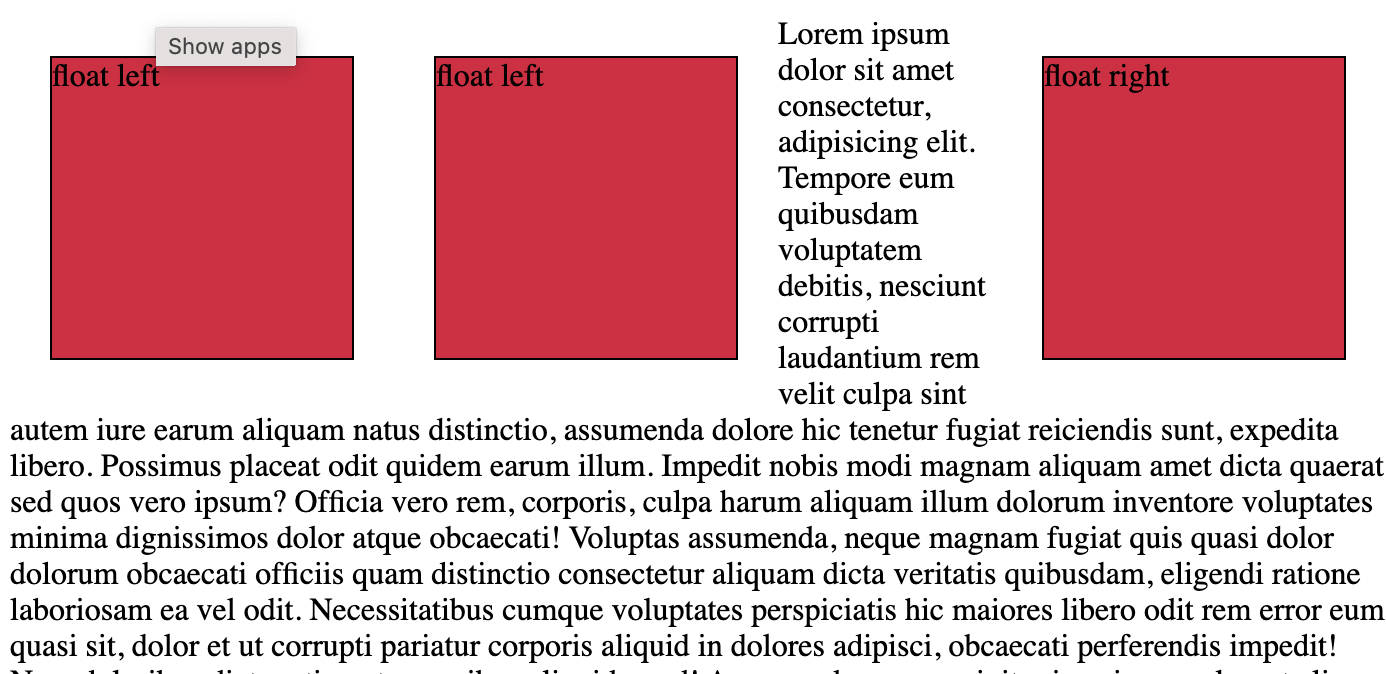 Show apps
float left
float left
Lorem ipsum
dolor sit amet
consectetur,
adipisicing elit.
Tempore eum
quibusdam
voluptatem
debitis, nesciunt
corrupti
laudantium rem
velit culpa sint
float right
autem iure earum aliquam natus distinctio, assumenda dolore hic tenetur fugiat reiciendis sunt, expedita
libero. Possimus placeat odit quidem earum illum. Impedit nobis modi magnam aliquam amet dicta quaerat
sed quos vero ipsum? Officia vero rem, corporis, culpa harum aliquam illum dolorum inventore voluptates
minima dignissimos dolor atque obcaecati! Voluptas assumenda, neque magnam fugiat quis quasi dolor
dolorum obcaecati officiis quam distinctio consectetur aliquam dicta veritatis quibusdam, eligendi ratione
laboriosam ea vel odit. Necessitatibus cumque voluptates perspiciatis hic maiores libero odit rem error eum
quasi sit, dolor et ut corrupti pariatur corporis aliquid in dolores adipisci, obcaecati perferendis impedit!